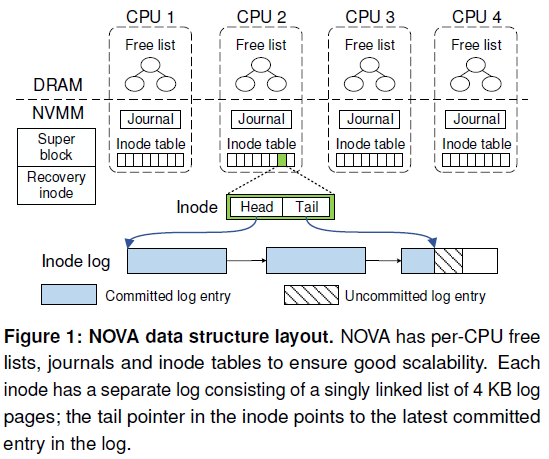 CPU 1 CPU 2 CPU 3 CPU 4
Free list Free list Free list Free list
DRAM
NVMM
Journal Journal Journal Journal
Super
block
Inode table Inode table Inode table Inode table
Recovery
inode
Inode Head Tail
Inode log
Committed log entry Uncommitted log entry
Figure 1: NOVA data structure layout. NOVA has per-CPU free
lists, journals and inode tables to ensure good scalability. Each
inode has a separate log consisting of a singly linked list of 4 KB log
pages; the tail pointer in the inode points to the latest committed
entry in the log.